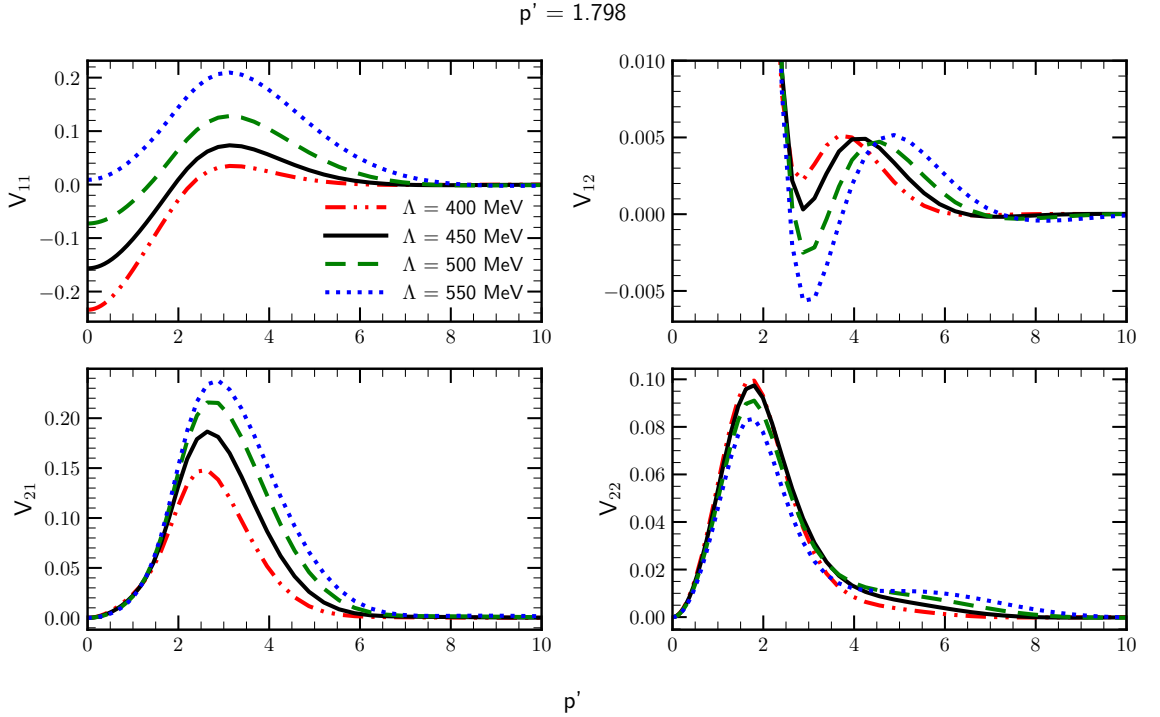 p' = 1.798
V11
0.2
0.1
0.0
−0.1
−0.2
0 2 4 6 8 10
Λ = 400 MeV
Λ = 450 MeV
Λ = 500 MeV
Λ = 550 MeV
V12
0.010
0.005
0.000
−0.005
0 2 4 6 8 10
V21
0.20
0.15
0.10
0.05
0.00
0 2 4 6 8 10
V22
0.10
0.08
0.06
0.04
0.02
0.00
0 2 4 6 8 10
p'